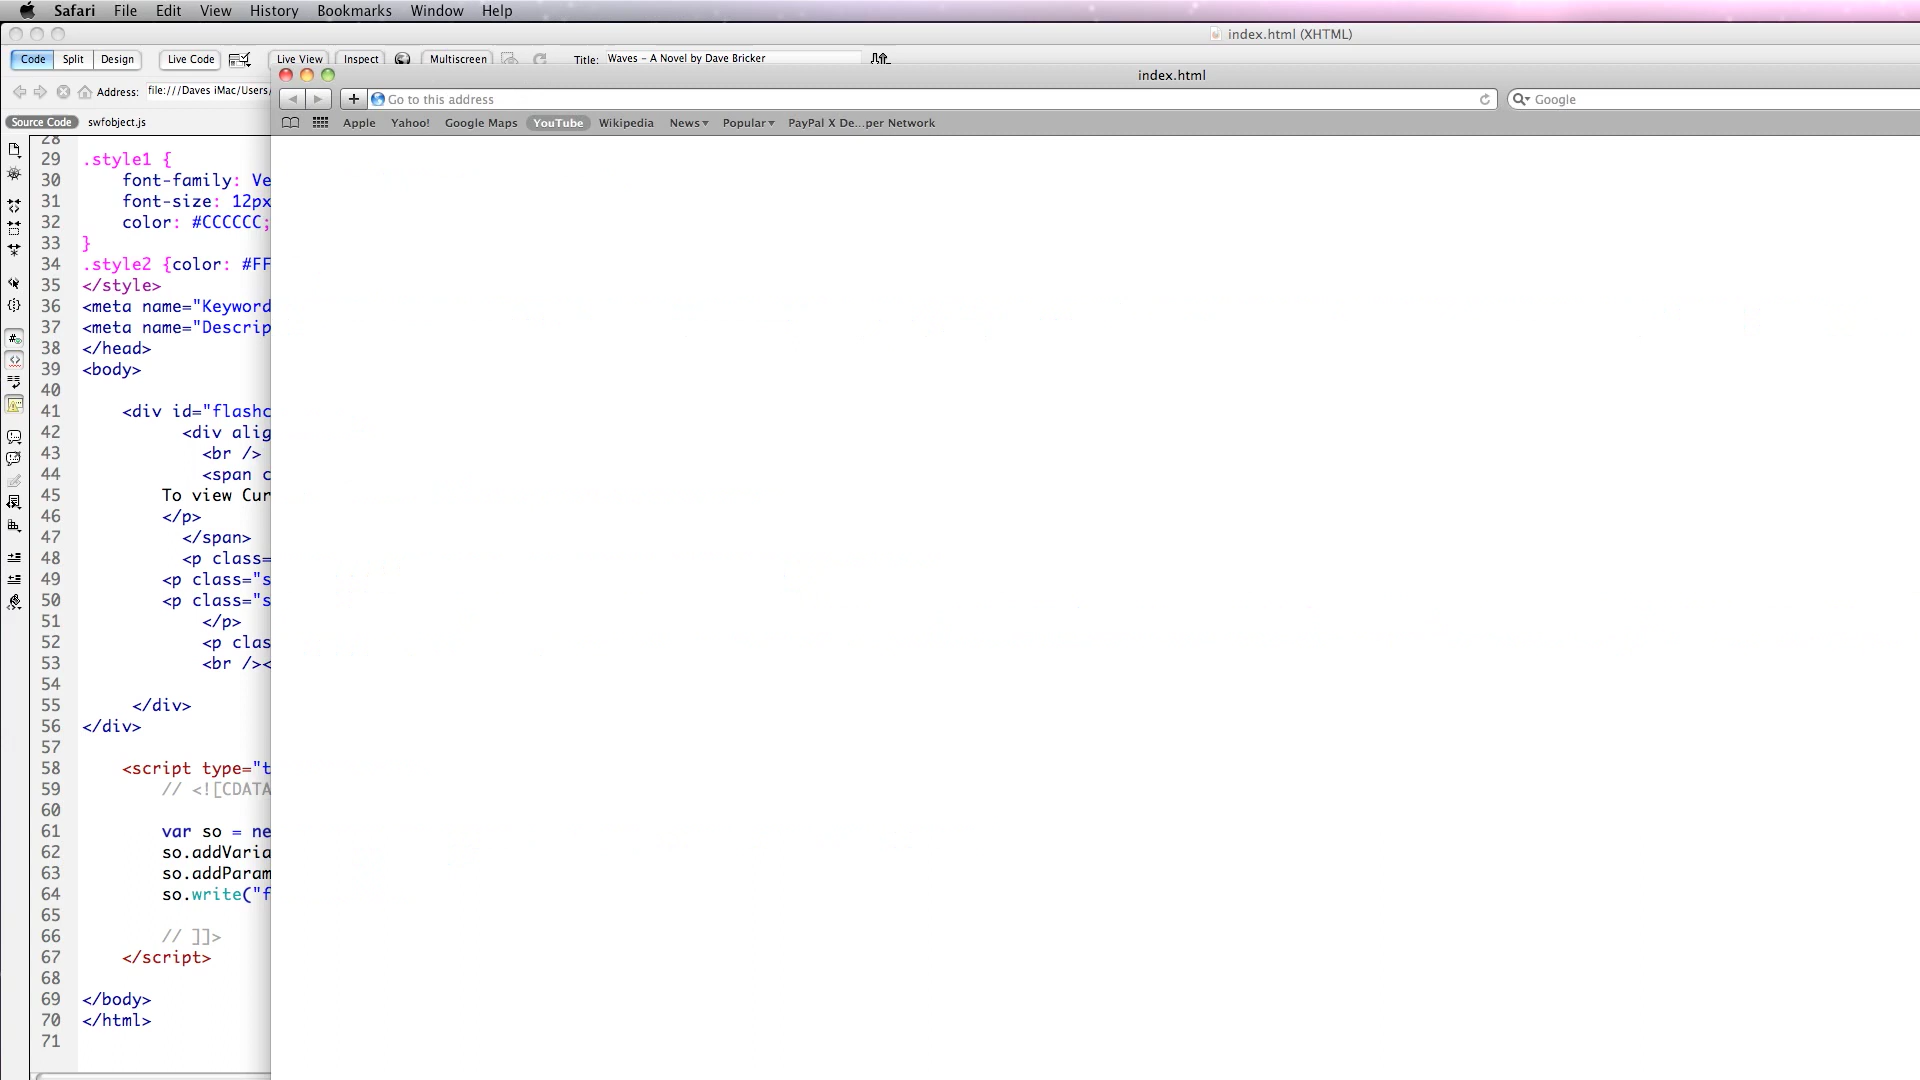 Safari File Edit View History Bookmarks Window Help
index.html (XHTML)
Code Split Design Live Code Live View Inspect Multiscreen Title: Waves - A Novel by Dave Bricker
index.html
Address: file:///Daves iMac/Users/
Go to this address
Google
Source Code swfobject.js
Apple Yahoo! Google Maps YouTube Wikipedia News Popular PayPal X De...per Network
28
29 .style1 {
30 font-family: Ve
31 font-size: 12px
32 color: #CCCCCC;
33 }
34 .style2 {color: #FF
35 </style>
36 <meta name="Keyword
37 <meta name="Descrip
38 </head>
39 <body>
40
41 <div id="flashc
42 <div alig
43 <br />
44 <span c
45 To view Cur
46 </p>
47 </span>
48 <p class=
49 <p class="s
50 <p class="s
51 </p>
52 <p clas
53 <br /><
54
55 </div>
56 </div>
57
58 <script type="t
59 // <![CDATA
60
61 var so = ne
62 so.addVaria
63 so.addParam
64 so.write("f
65
66 // ]]>
67 </script>
68
69 </body>
70 </html>
71